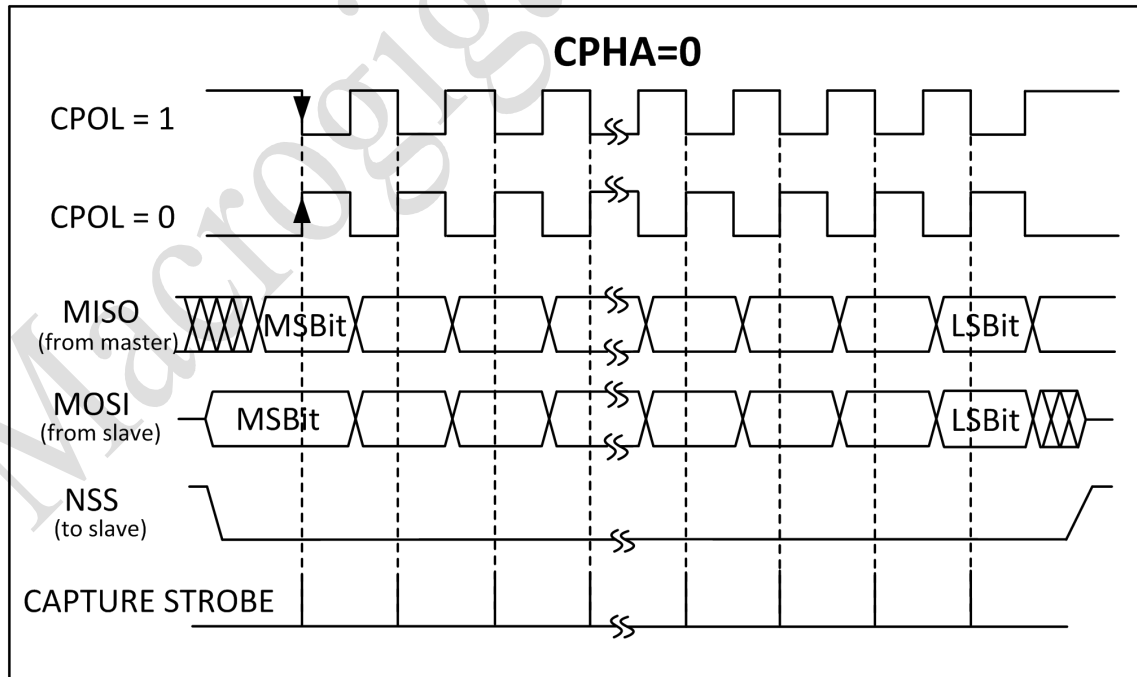 CPHA=0
CPOL = 1
CPOL = 0
MISO
(from master)
MSBit
LSBit
MOSI
(from slave)
MSBit
LSBit
NSS
(to slave)
CAPTURE STROBE